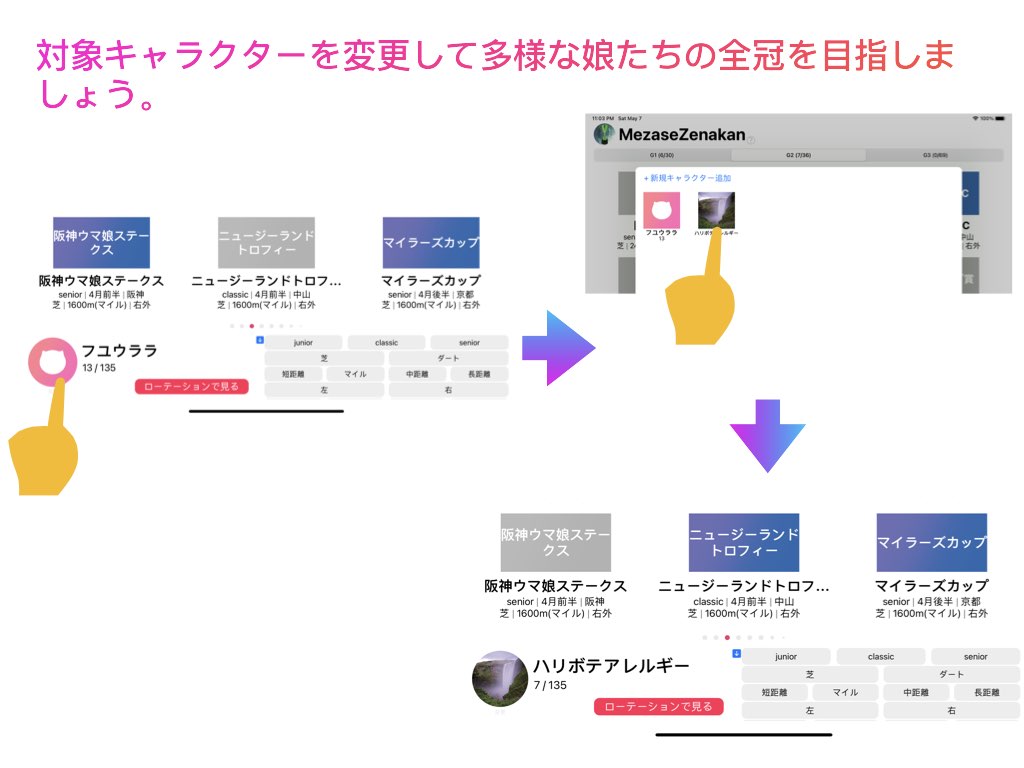 対象キャラクターを変更して多様な娘たちの全冠を目指しま
しょう。
11:03 PM Sat May 7
100%
MezaseZenakan
G1 (6/30)
G2 (7/36)
G3 (0/69)
+ 新規キャラクター追加
フユウララ
13
阪神ウマ娘ステー
クス
阪神ウマ娘ステークス
senior | 4月前半 | 阪神
芝 | 1600m(マイル) | 右外
ニュージーランド
トロフィー
ニュージーランドトロフ...
classic | 4月前半 | 中山
芝 | 1600m(マイル) | 右外
マイラーズカップ
マイラーズカップ
senior | 4月後半 | 京都
芝 | 1600m(マイル) | 右外
フユウララ
13 / 135
ローテーションで見る
junior
classic
senior
芝
ダート
短距離
マイル
中距離
長距離
左
右
阪神ウマ娘ステー
クス
阪神ウマ娘ステークス
senior | 4月前半 | 阪神
芝 | 1600m(マイル) | 右外
ニュージーランド
トロフィー
ニュージーランドトロフ...
classic | 4月前半 | 中山
芝 | 1600m(マイル) | 右外
マイラーズカップ
マイラーズカップ
senior | 4月後半 | 京都
芝 | 1600m(マイル) | 右外
ハリボテアレルギー
7 / 135
ローテーションで見る
junior
classic
senior
芝
ダート
短距離
マイル
中距離
長距離
左
右